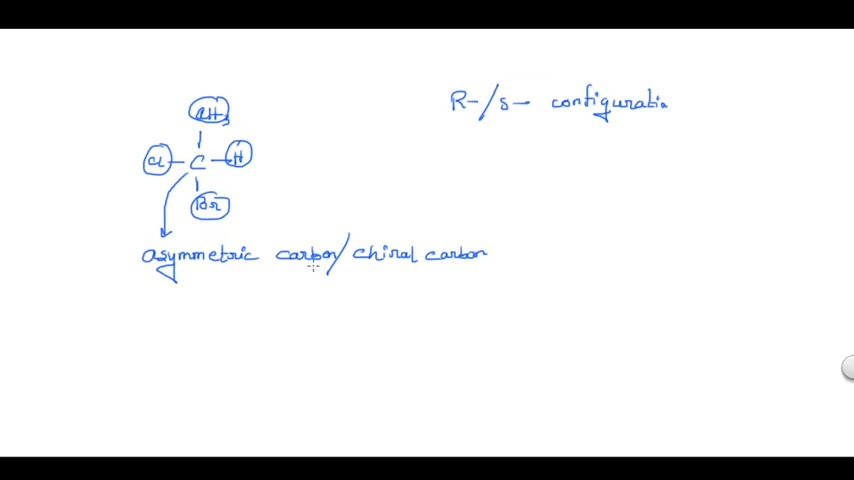 R-/S- configuratio
CH3
Cl-C-H
Br
asymmetric carbon/chiral carbon